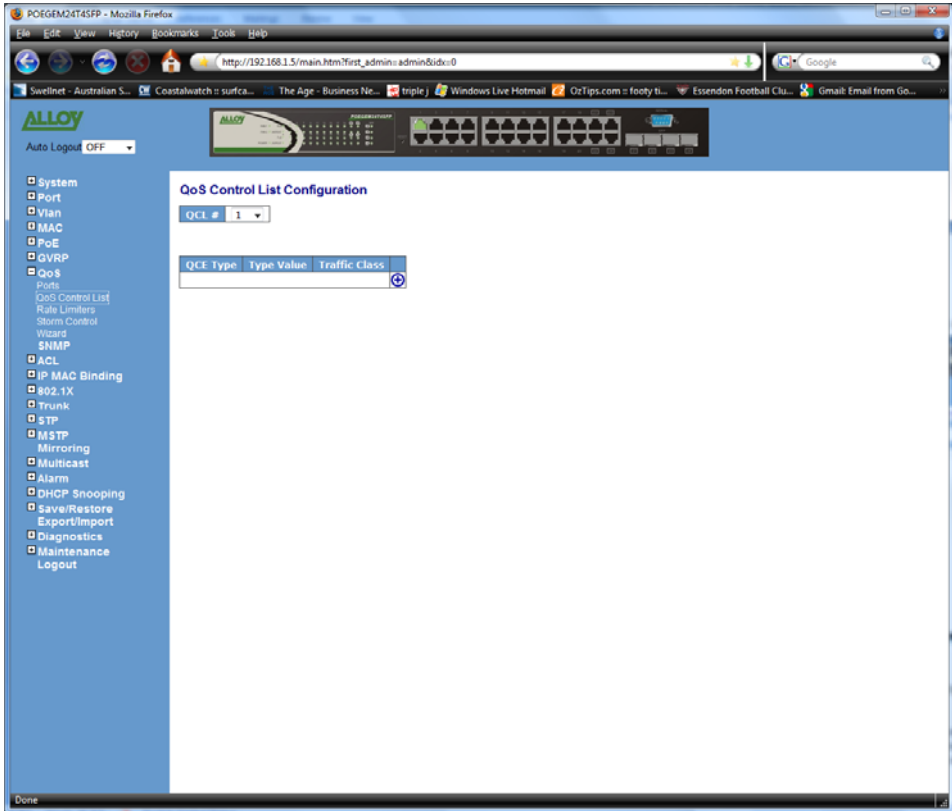 POEGEM24T4SFP - Mozilla Firefox
File Edit View History Bookmarks Tools Help
http://192.168.1.5/main.htm?first_admin=admin&idx=0
Google
Swellnet - Australian S... Coastalwatch :: surfca... The Age - Business Ne... triple j Windows Live Hotmail OzTips.com :: footy ti... Essendon Football Clu... Gmail: Email from Go...
ALLOY
Auto Logout OFF
ALLOY
POEGEM24T4SFP
System
Port
Vlan
MAC
PoE
GVRP
QoS
Ports
QoS Control List
Rate Limiters
Storm Control
Wizard
SNMP
ACL
IP MAC Binding
802.1X
Trunk
STP
MSTP
Mirroring
Multicast
Alarm
DHCP Snooping
Save/Restore
Export/Import
Diagnostics
Maintenance
Logout
QoS Control List Configuration
QCL # 1
QCE Type Type Value Traffic Class
Done